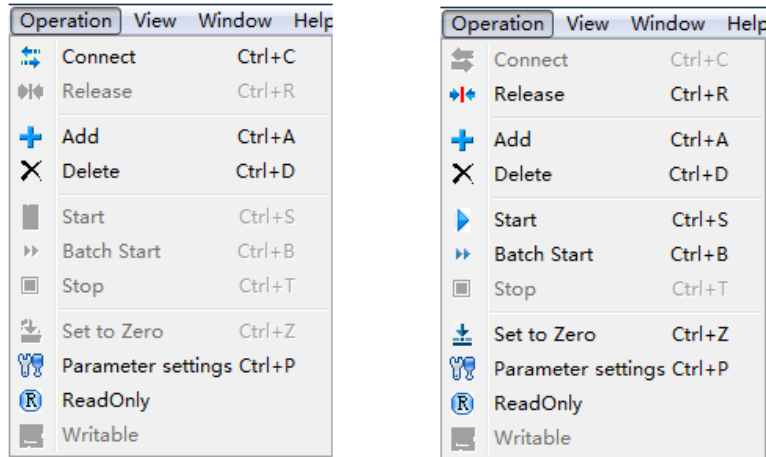 Operation View Window Help
Connect Ctrl+C
Release Ctrl+R
Add Ctrl+A
Delete Ctrl+D
Start Ctrl+S
Batch Start Ctrl+B
Stop Ctrl+T
Set to Zero Ctrl+Z
Parameter settings Ctrl+P
R ReadOnly
Writable
Operation View Window Help
Connect Ctrl+C
Release Ctrl+R
Add Ctrl+A
Delete Ctrl+D
Start Ctrl+S
Batch Start Ctrl+B
Stop Ctrl+T
Set to Zero Ctrl+Z
Parameter settings Ctrl+P
R ReadOnly
Writable